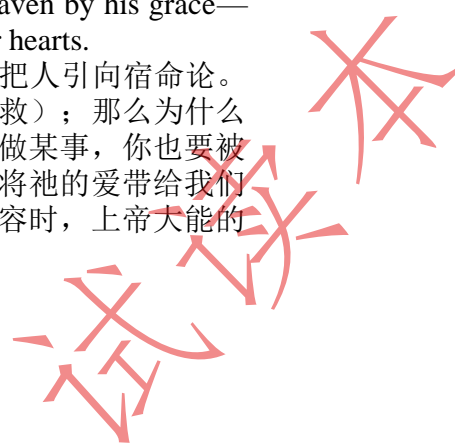 aven by his grace—
hearts.
把人引向宿命论。
救）；那么为什么
做某事，你也要被
将祂的爱带给我们
容时，上帝大能的
试读本